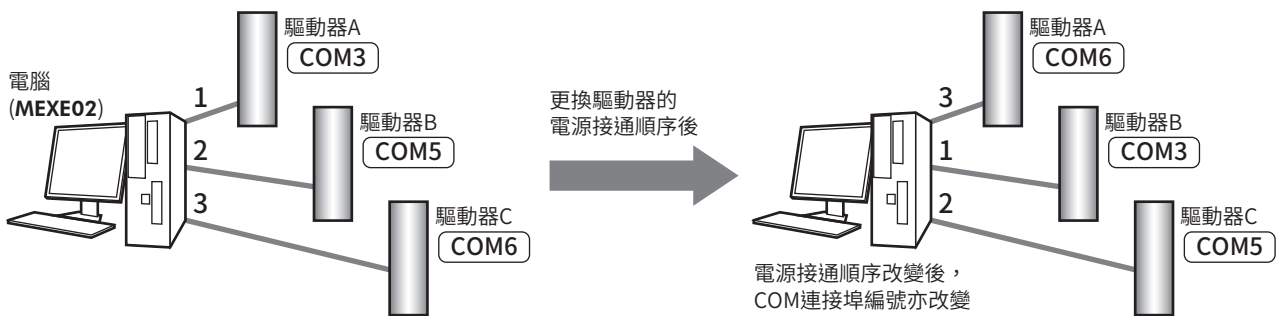 電腦
(MEXE02)
1
2
3
驅動器A
COM3
驅動器B
COM5
驅動器C
COM6
更換驅動器的
電源接通順序後
3
1
2
驅動器A
COM6
驅動器B
COM3
驅動器C
COM5
電源接通順序改變後，
COM連接埠編號亦改變